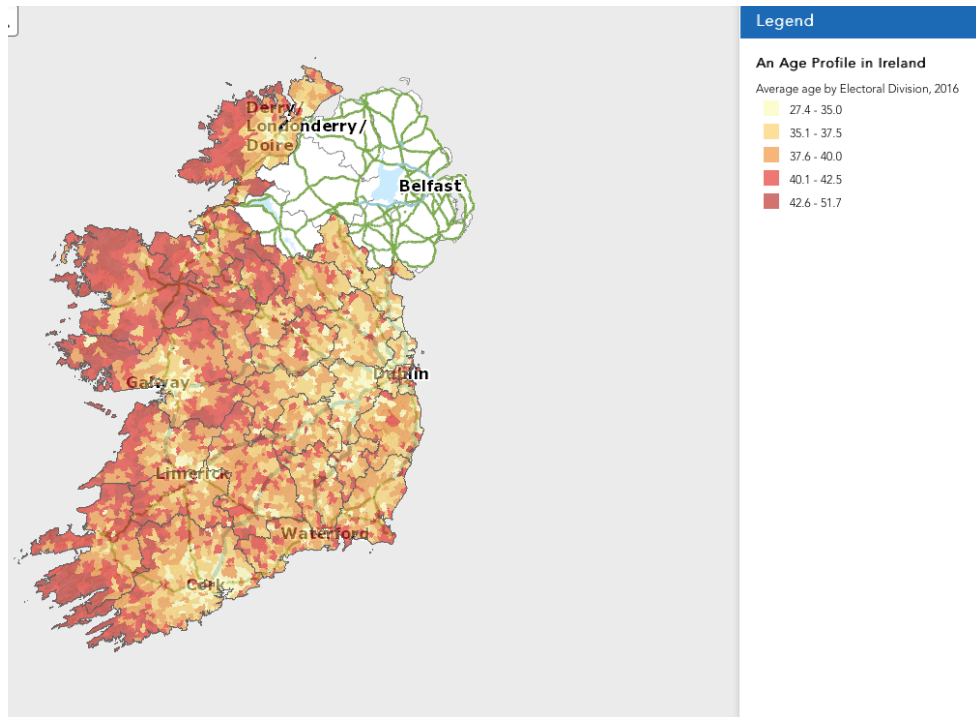 Legend
An Age Profile in Ireland
Average age by Electoral Division, 2016
27.4 - 35.0
35.1 - 37.5
37.6 - 40.0
40.1 - 42.5
42.6 - 51.7
Derry/
Londonderry/
Doire
Belfast
Galway
Dublin
Limerick
Waterford
Cork